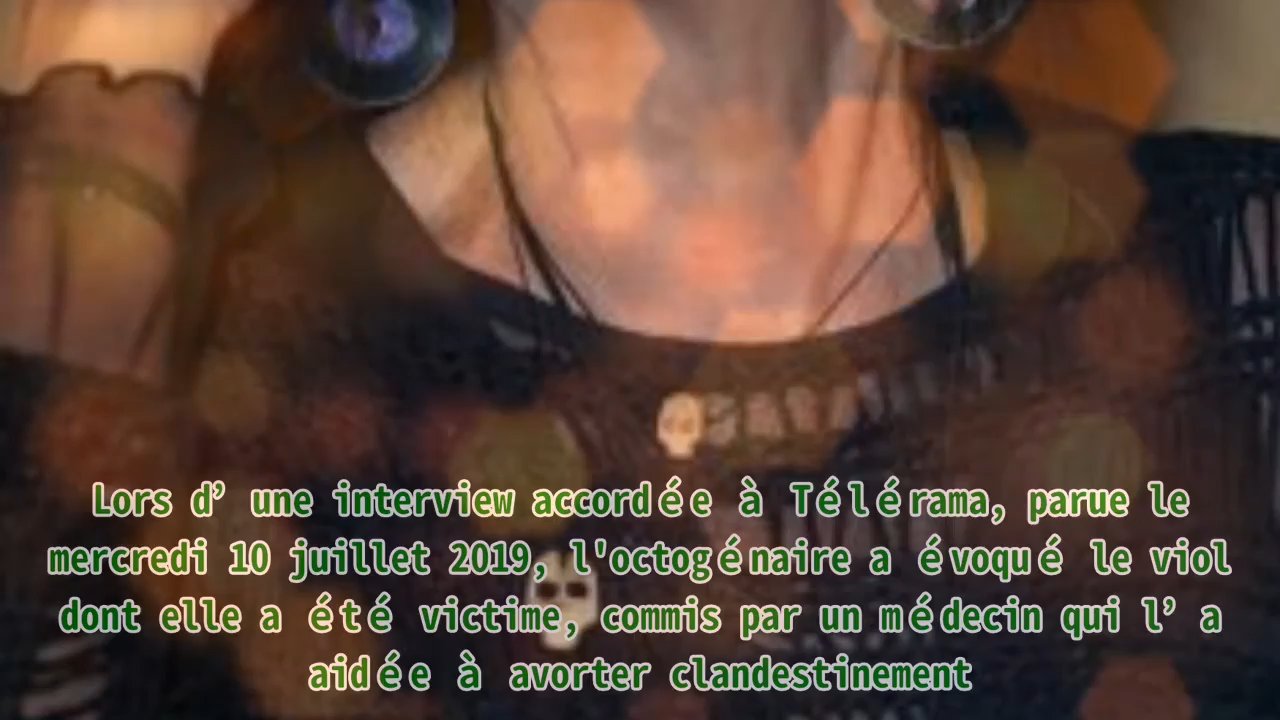 Lors d’ une interview accordée à Télérama, parue le
mercredi 10 juillet 2019, l'octogénaire a évoqué le viol
dont elle a été victime, commis par un médecin qui l’ a
aidée à avorter clandestinement